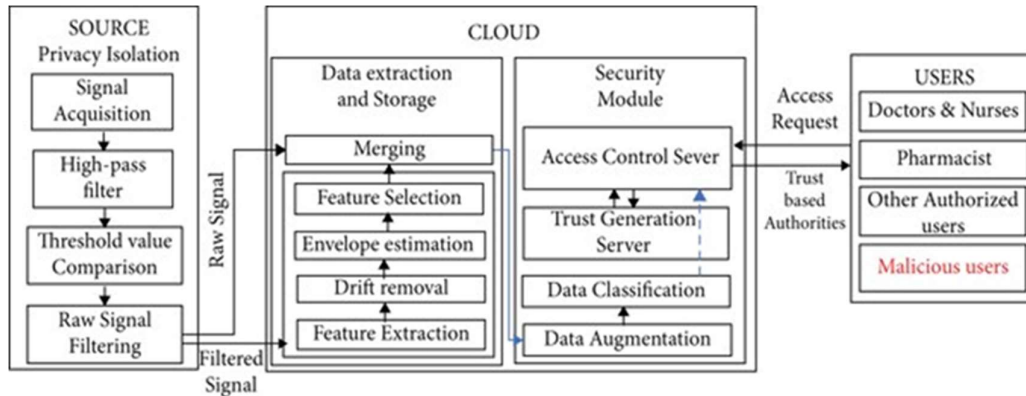 SOURCE
Privacy Isolation
Signal
Acquisition
High-pass
filter
Threshold value
Comparison
Raw Signal
Filtering
Raw Signal
Filtered
Signal
CLOUD
Data extraction
and Storage
Merging
Feature Selection
Envelope estimation
Drift removal
Feature Extraction
Security
Module
Access Control Sever
Trust Generation
Server
Data Classification
Data Augmentation
Access
Request
Trust
based
Authorities
USERS
Doctors & Nurses
Pharmacist
Other Authorized
users
Malicious users